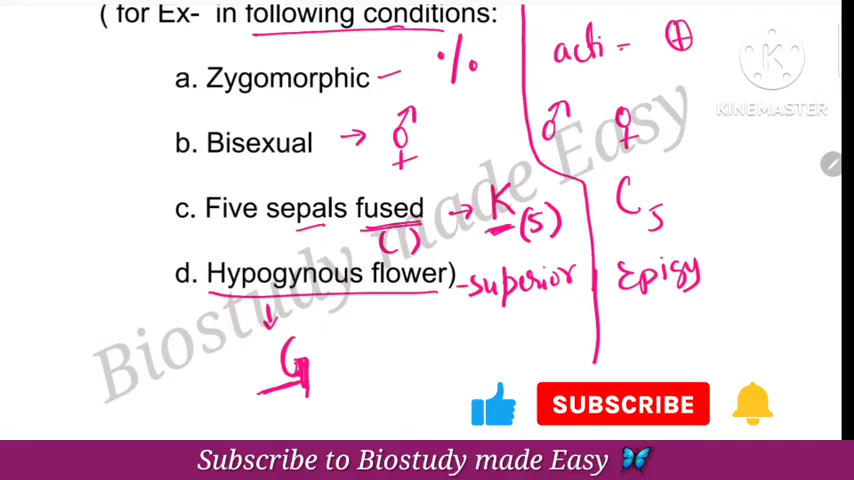 ( for Ex- in following conditions:
acti = ⊕
KINEMASTER
a. Zygomorphic - %
b. Bisexual → ⚥ ♂ ♀
c. Five sepals fused → K(5) C5
( )
d. Hypogynous flower) -superior Epigy
↓
G
Biostudy made Easy
SUBSCRIBE
Subscribe to Biostudy made Easy 🦋